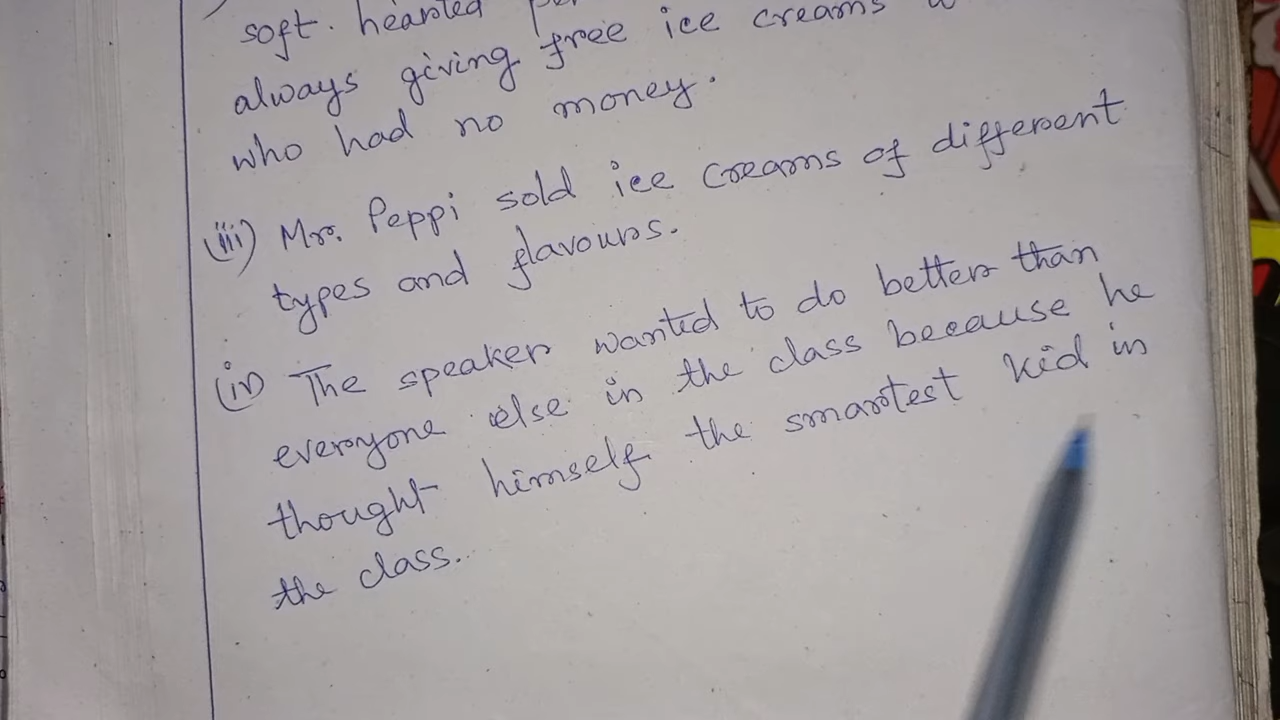 soft. hearted
always giving free ice creams
who had no money.
(iii) Mr. Peppi sold ice creams of different
types and flavours.
(iv) The speaker wanted to do better than
everyone else in the class because he
thought himself the smartest kid in
the class.